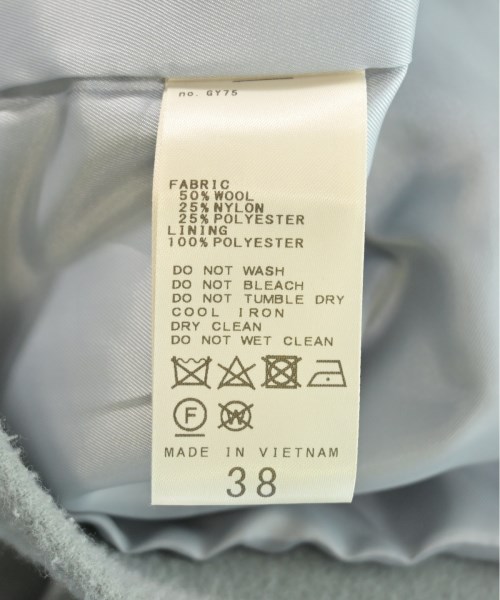 no. GY75
FABRIC
50% WOOL
25% NYLON
25% POLYESTER
LINING
100% POLYESTER
DO NOT WASH
DO NOT BLEACH
DO NOT TUMBLE DRY
COOL IRON
DRY CLEAN
DO NOT WET CLEAN
F W
MADE IN VIETNAM
38